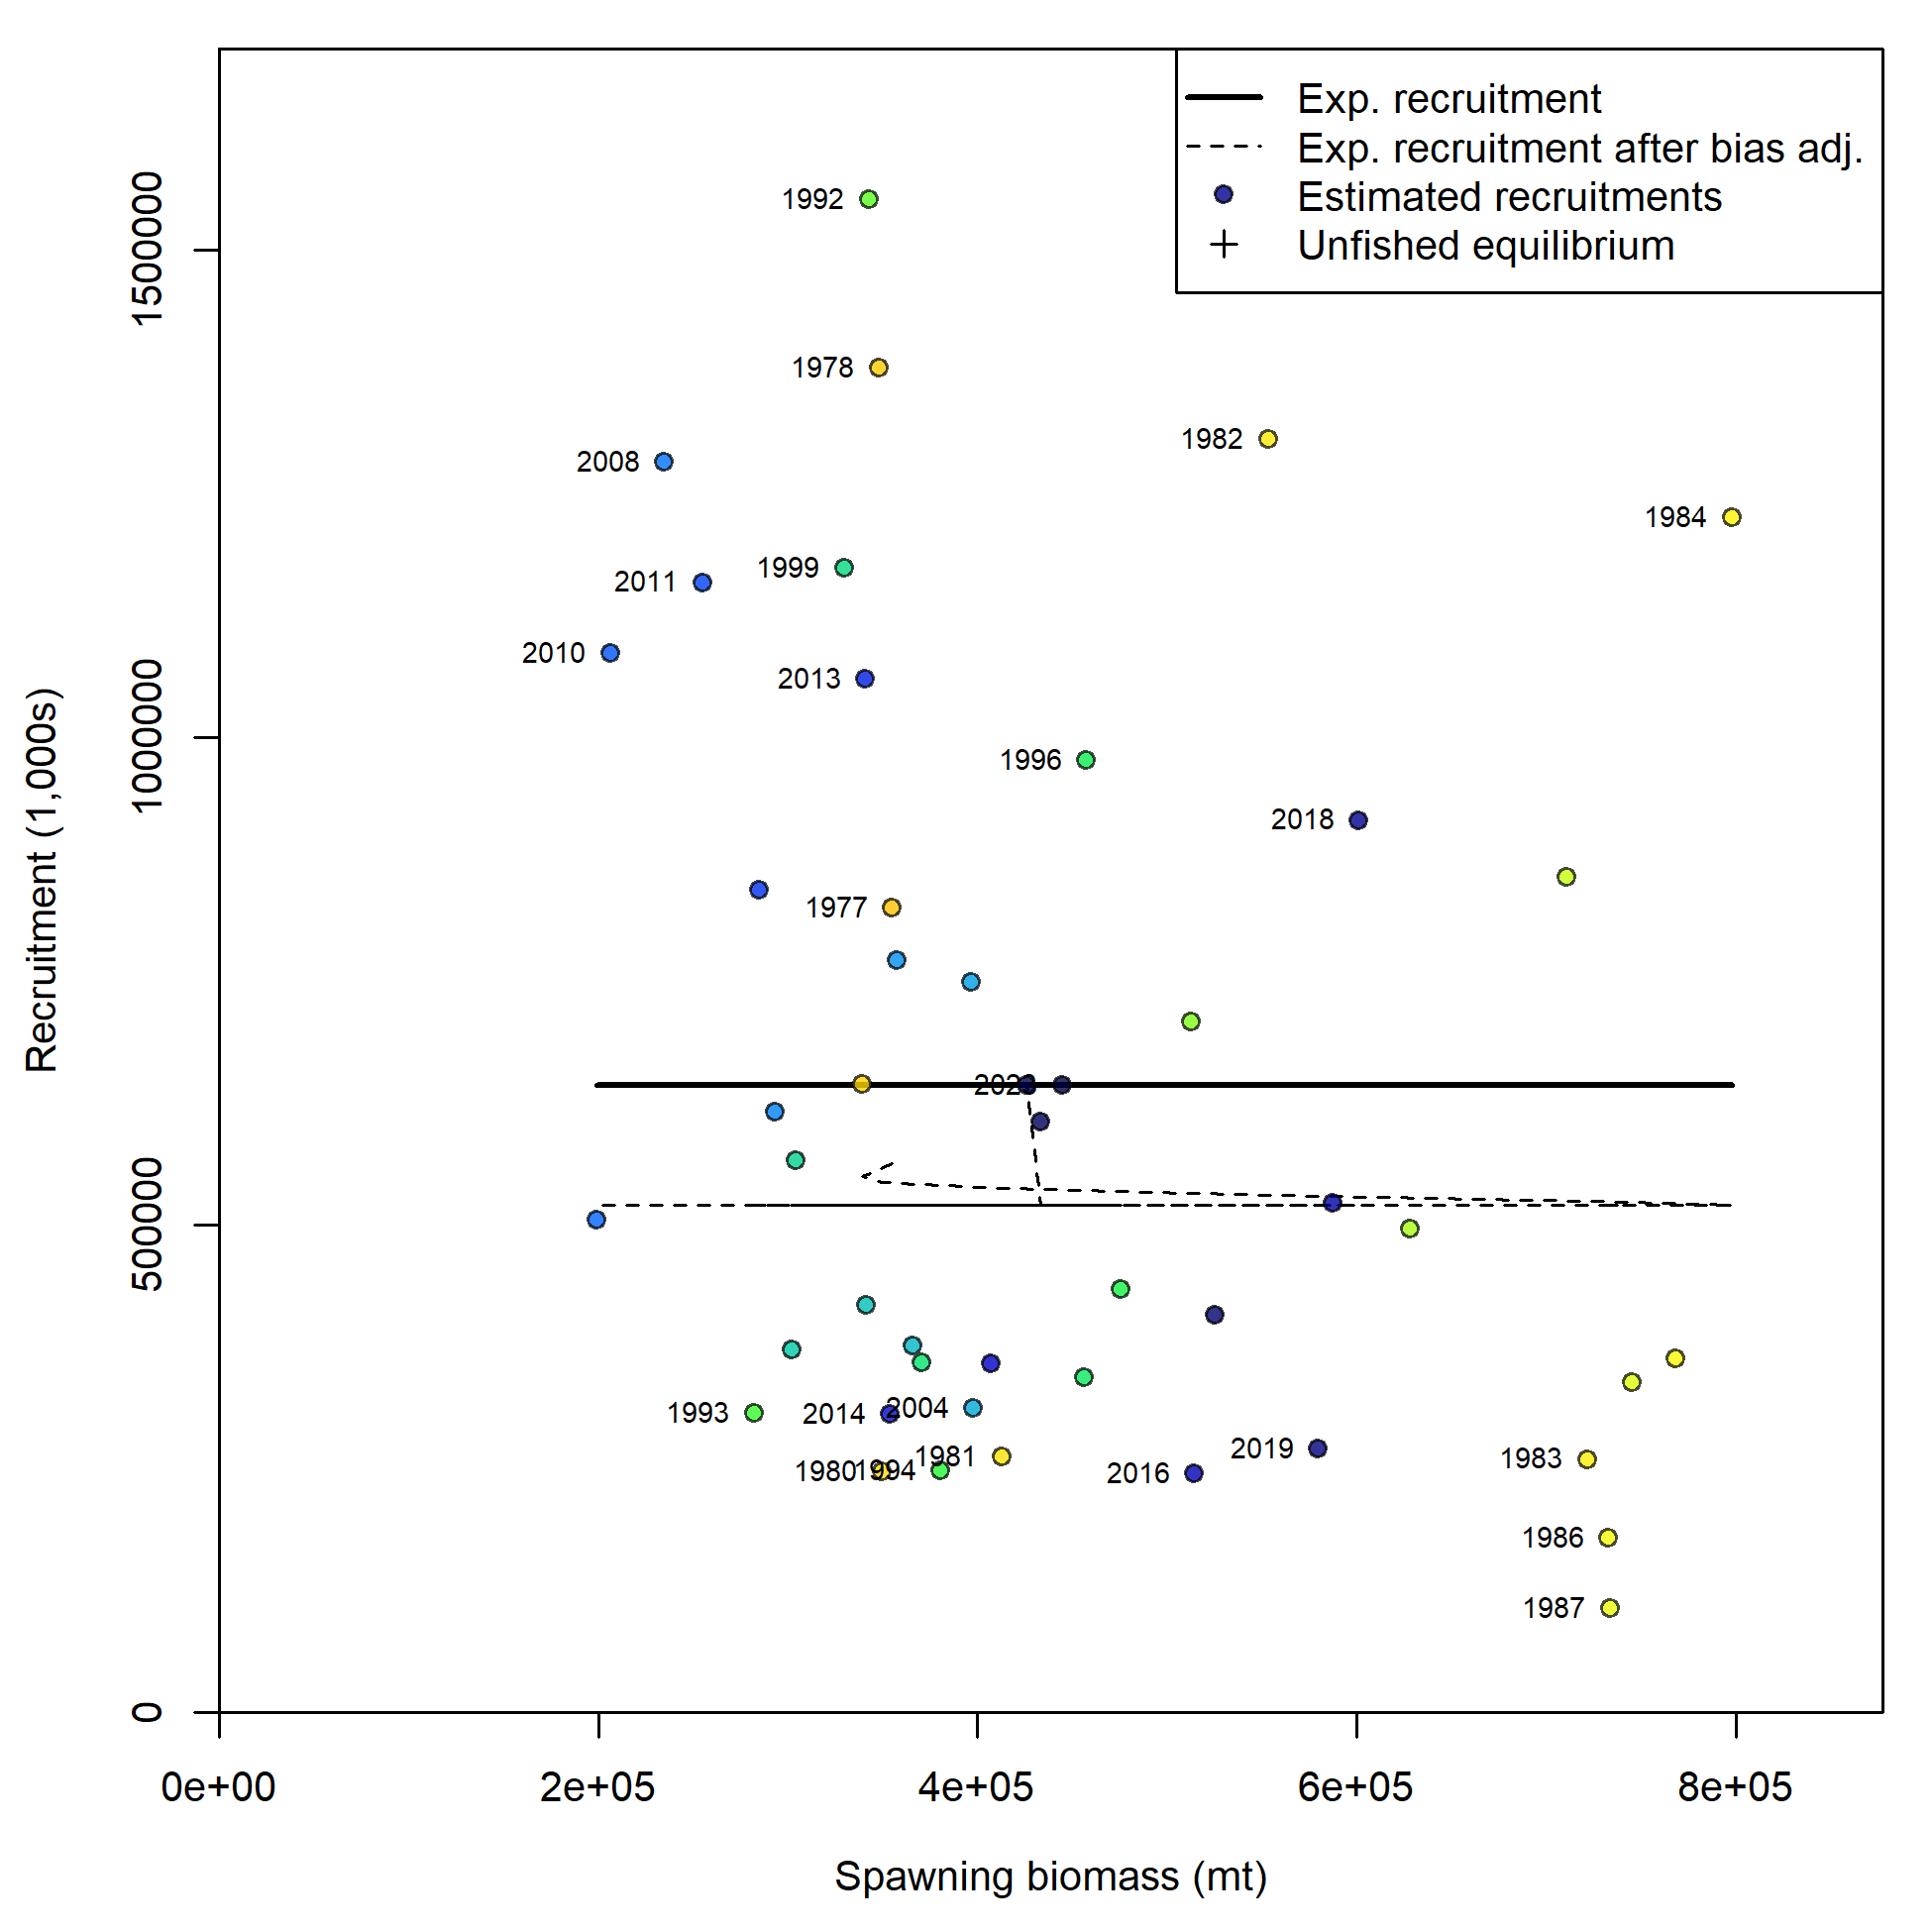 Exp. recruitment
Exp. recruitment after bias adj.
Estimated recruitments
Unfished equilibrium
1992
1978
1982
2008
1984
1999
2011
2010
2013
1996
2018
1977
1993
2014
2004
1980
1994
1981
2016
2019
1983
1986
1987
Recruitment (1,000s)
0
500000
1000000
1500000
0e+00
2e+05
4e+05
6e+05
8e+05
Spawning biomass (mt)